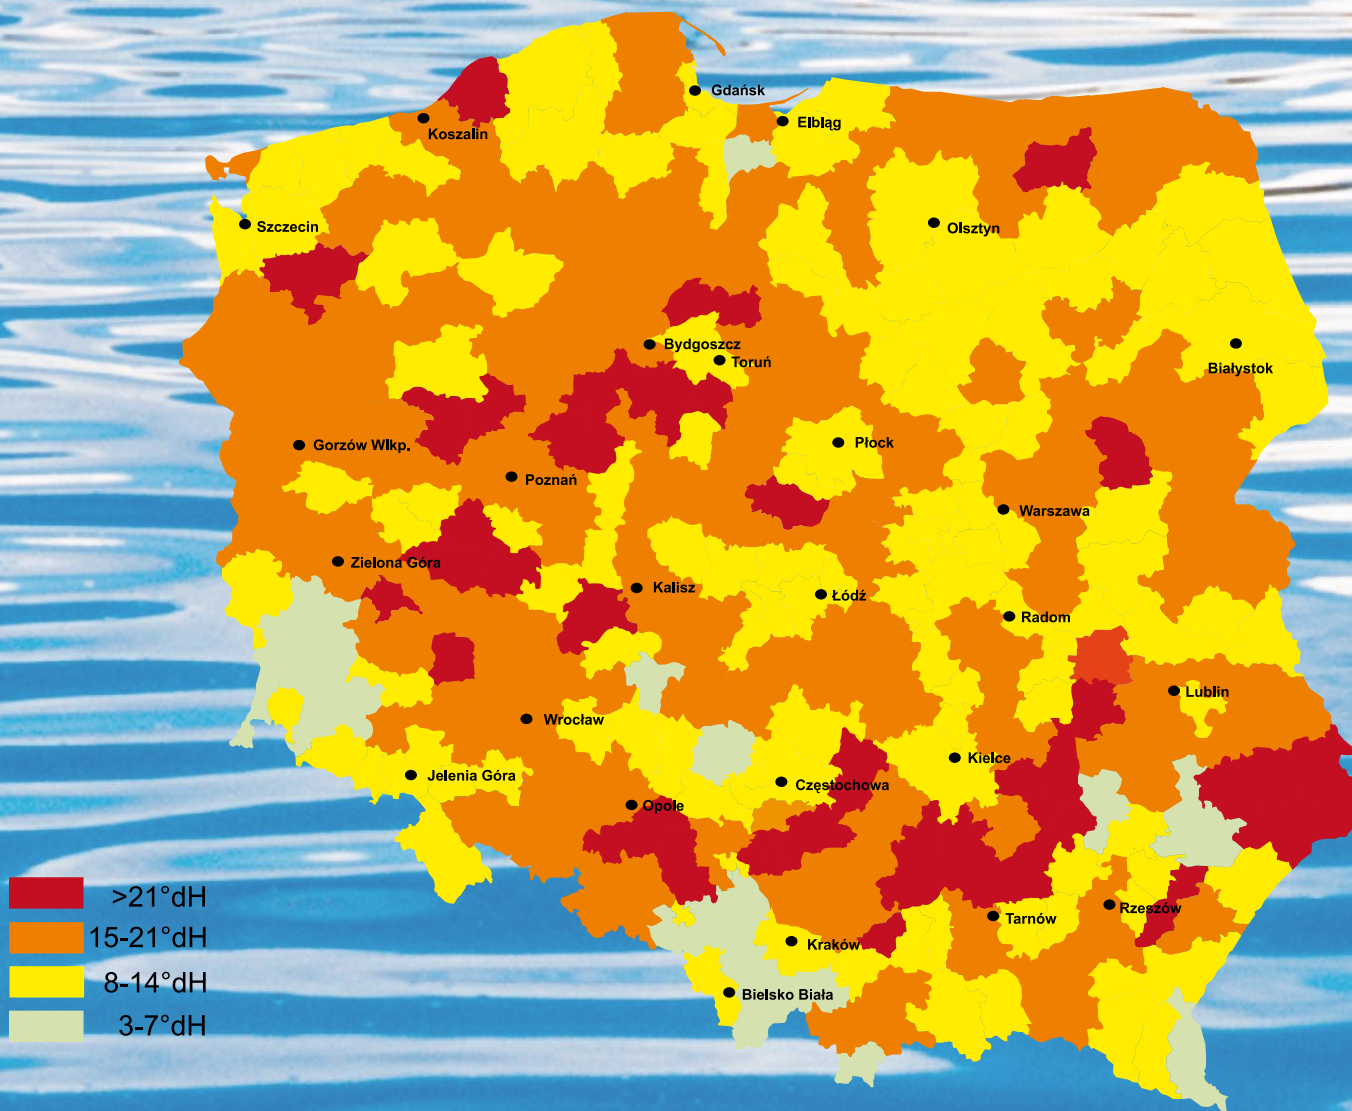 Gdańsk
Koszalin
Elbląg
Szczecin
Olsztyn
Bydgoszcz
Toruń
Białystok
Gorzów Wlkp.
Płock
Poznań
Warszawa
Zielona Góra
Kalisz
Łódź
Radom
Lublin
Wrocław
Kielce
Jelenia Góra
Częstochowa
Opole
>21°dH
Rzeszów
Tarnów
15-21°dH
Kraków
8-14°dH
Bielsko Biała
3-7°dH